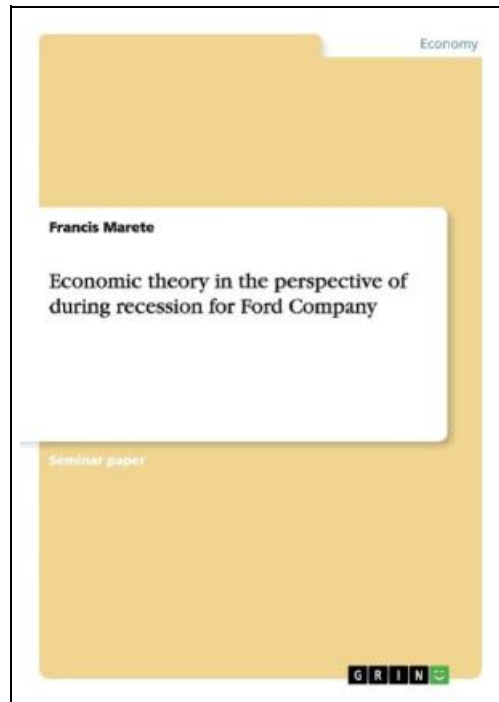 Economy
Francis Marete
Economic theory in the perspective of
during recession for Ford Company
Seminar paper
GRIN